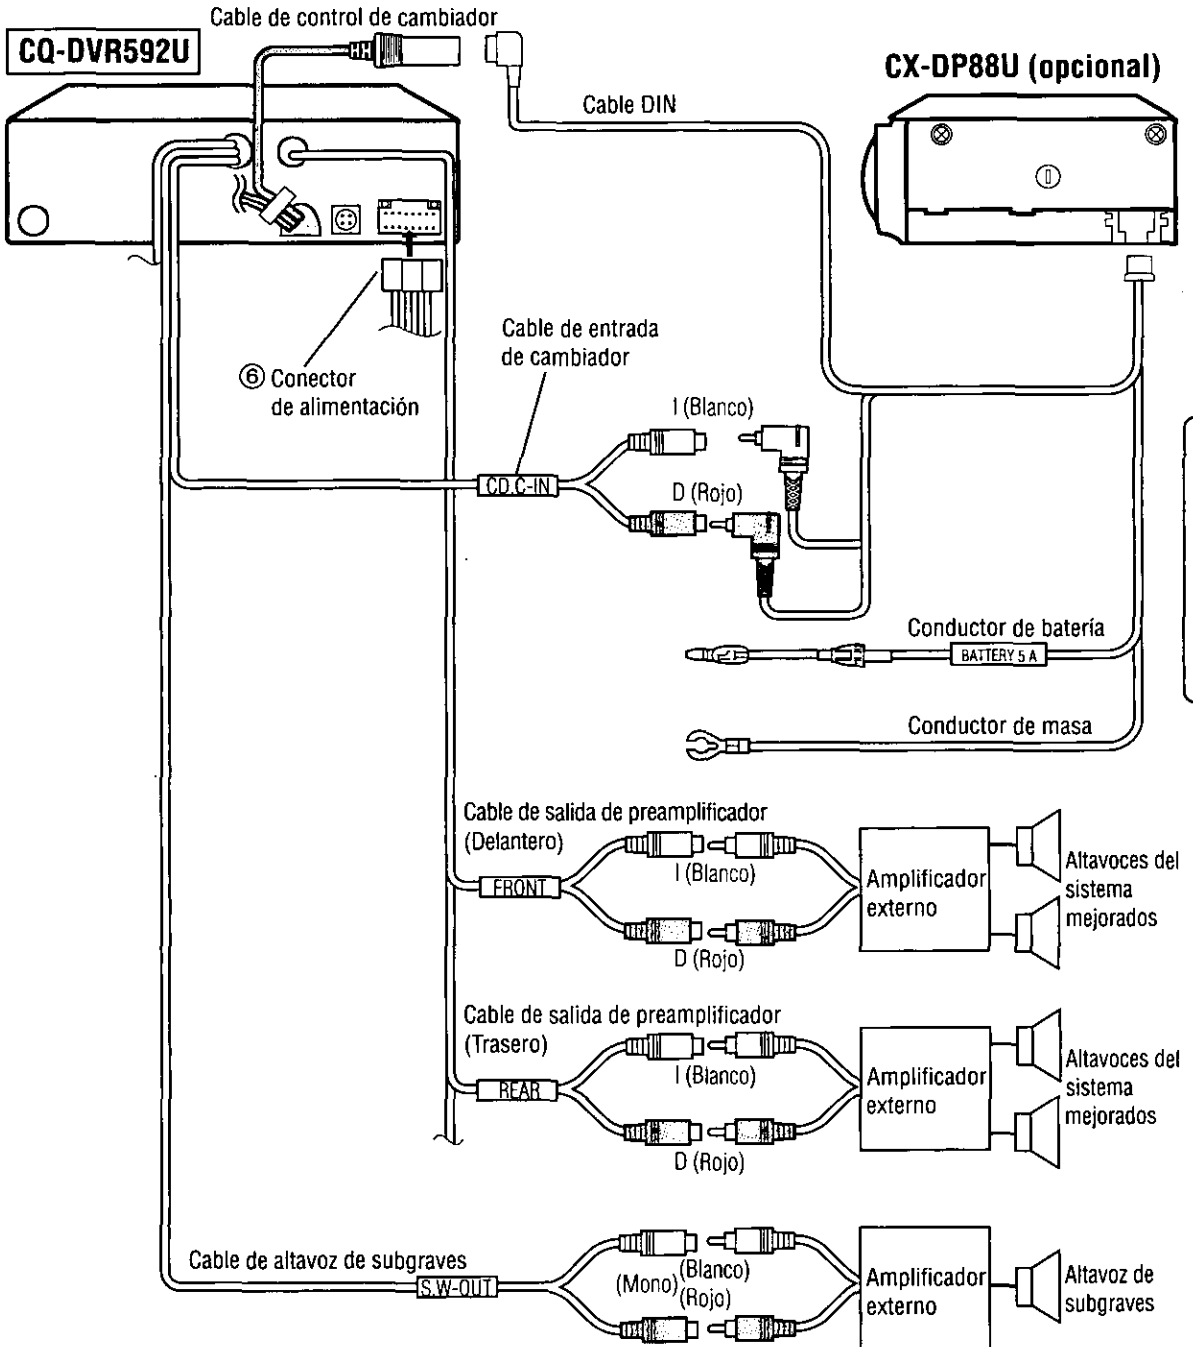 Cable de control de cambiador
CQ-DVR592U
CX-DP88U (opcional)
Cable DIN
Cable de entrada
de cambiador
⑥ Conector
de alimentación
I (Blanco)
CD.C-IN
D (Rojo)
Conductor de batería
BATTERY 5 A
Conductor de masa
Cable de salida de preamplificador
(Delantero)
I (Blanco)
FRONT
D (Rojo)
Amplificador
externo
Altavoces del
sistema
mejorados
Cable de salida de preamplificador
(Trasero)
I (Blanco)
REAR
D (Rojo)
Amplificador
externo
Altavoces del
sistema
mejorados
Cable de altavoz de subgraves
S.W-OUT
(Mono)
(Blanco)
(Rojo)
Amplificador
externo
Altavoz de
subgraves